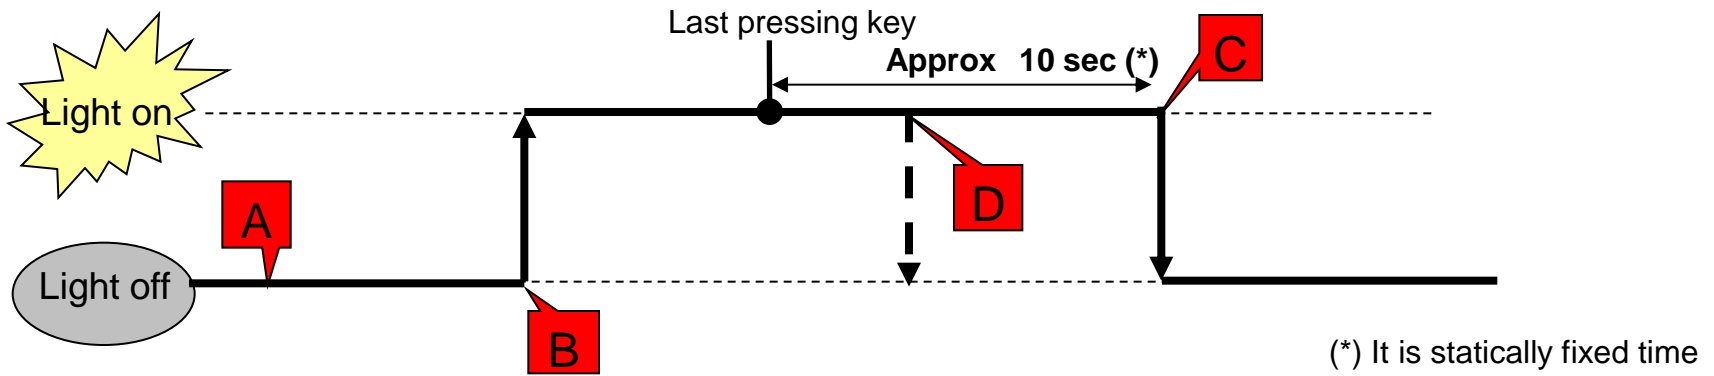 Last pressing key
Approx 10 sec (*)
C
Light on
D
A
Light off
B
(*) It is statically fixed time